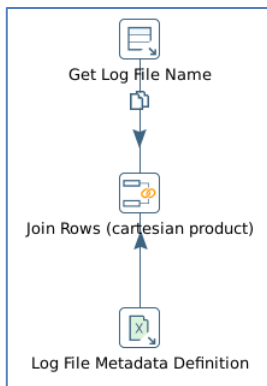 Get Log File Name
Join Rows (cartesian product)
X
Log File Metadata Definition